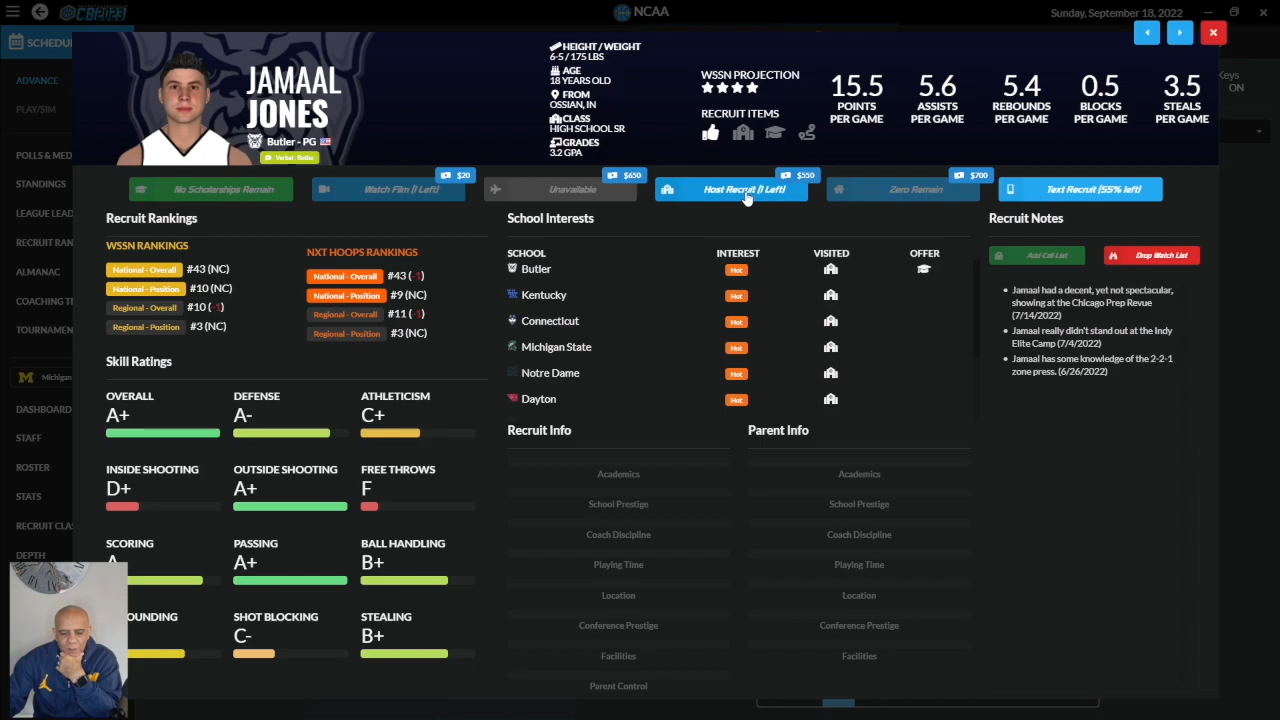 CB2023
NCAA
Sunday, September 18, 2022
SCHEDU
ADVANCE
PLAY/SIM
POLLS & MED
STANDINGS
LEAGUE LEAD
RECRUIT RAN
ALMANAC
COACHING T
TOURNAMEN
Michigan
DASHBOARD
STAFF
ROSTER
STATS
RECRUIT CLA
DEPTH
Keys
ON
JAMAAL
JONES
Butler - PG
Verbal: Butler
HEIGHT / WEIGHT
6-5 / 175 LBS
AGE
18 YEARS OLD
FROM
OSSIAN, IN
CLASS
HIGH SCHOOL SR
GRADES
3.2 GPA
WSSN PROJECTION
RECRUIT ITEMS
15.5
POINTS
PER GAME
5.6
ASSISTS
PER GAME
5.4
REBOUNDS
PER GAME
0.5
BLOCKS
PER GAME
3.5
STEALS
PER GAME
No Scholarships Remain
$20
Watch Film (1 Left)
$650
Unavailable
$550
Host Recruit (1 Left)
$700
Zero Remain
Text Recruit (55% left)
Recruit Rankings
WSSN RANKINGS
National - Overall #43 (NC)
National - Position #10 (NC)
Regional - Overall #10 (-1)
Regional - Position #3 (NC)
NXT HOOPS RANKINGS
National - Overall #43 (-1)
National - Position #9 (NC)
Regional - Overall #11 (-1)
Regional - Position #3 (NC)
Skill Ratings
OVERALL DEFENSE ATHLETICISM
A+ A- C+
INSIDE SHOOTING OUTSIDE SHOOTING FREE THROWS
D+ A+ F
SCORING PASSING BALL HANDLING
A+ B+
OUNDING SHOT BLOCKING STEALING
C- B+
School Interests
SCHOOL INTEREST VISITED OFFER
Butler Hot
Kentucky Hot
Connecticut Hot
Michigan State Hot
Notre Dame Hot
Dayton Hot
Recruit Info
Academics
School Prestige
Coach Discipline
Playing Time
Location
Conference Prestige
Facilities
Parent Control
Parent Info
Academics
School Prestige
Coach Discipline
Playing Time
Location
Conference Prestige
Facilities
Recruit Notes
Add Call List
Drop Watch List
Jamaal had a decent, yet not spectacular,
showing at the Chicago Prep Revue
(7/14/2022)
Jamaal really didn't stand out at the Indy
Elite Camp (7/4/2022)
Jamaal has some knowledge of the 2-2-1
zone press. (6/26/2022)